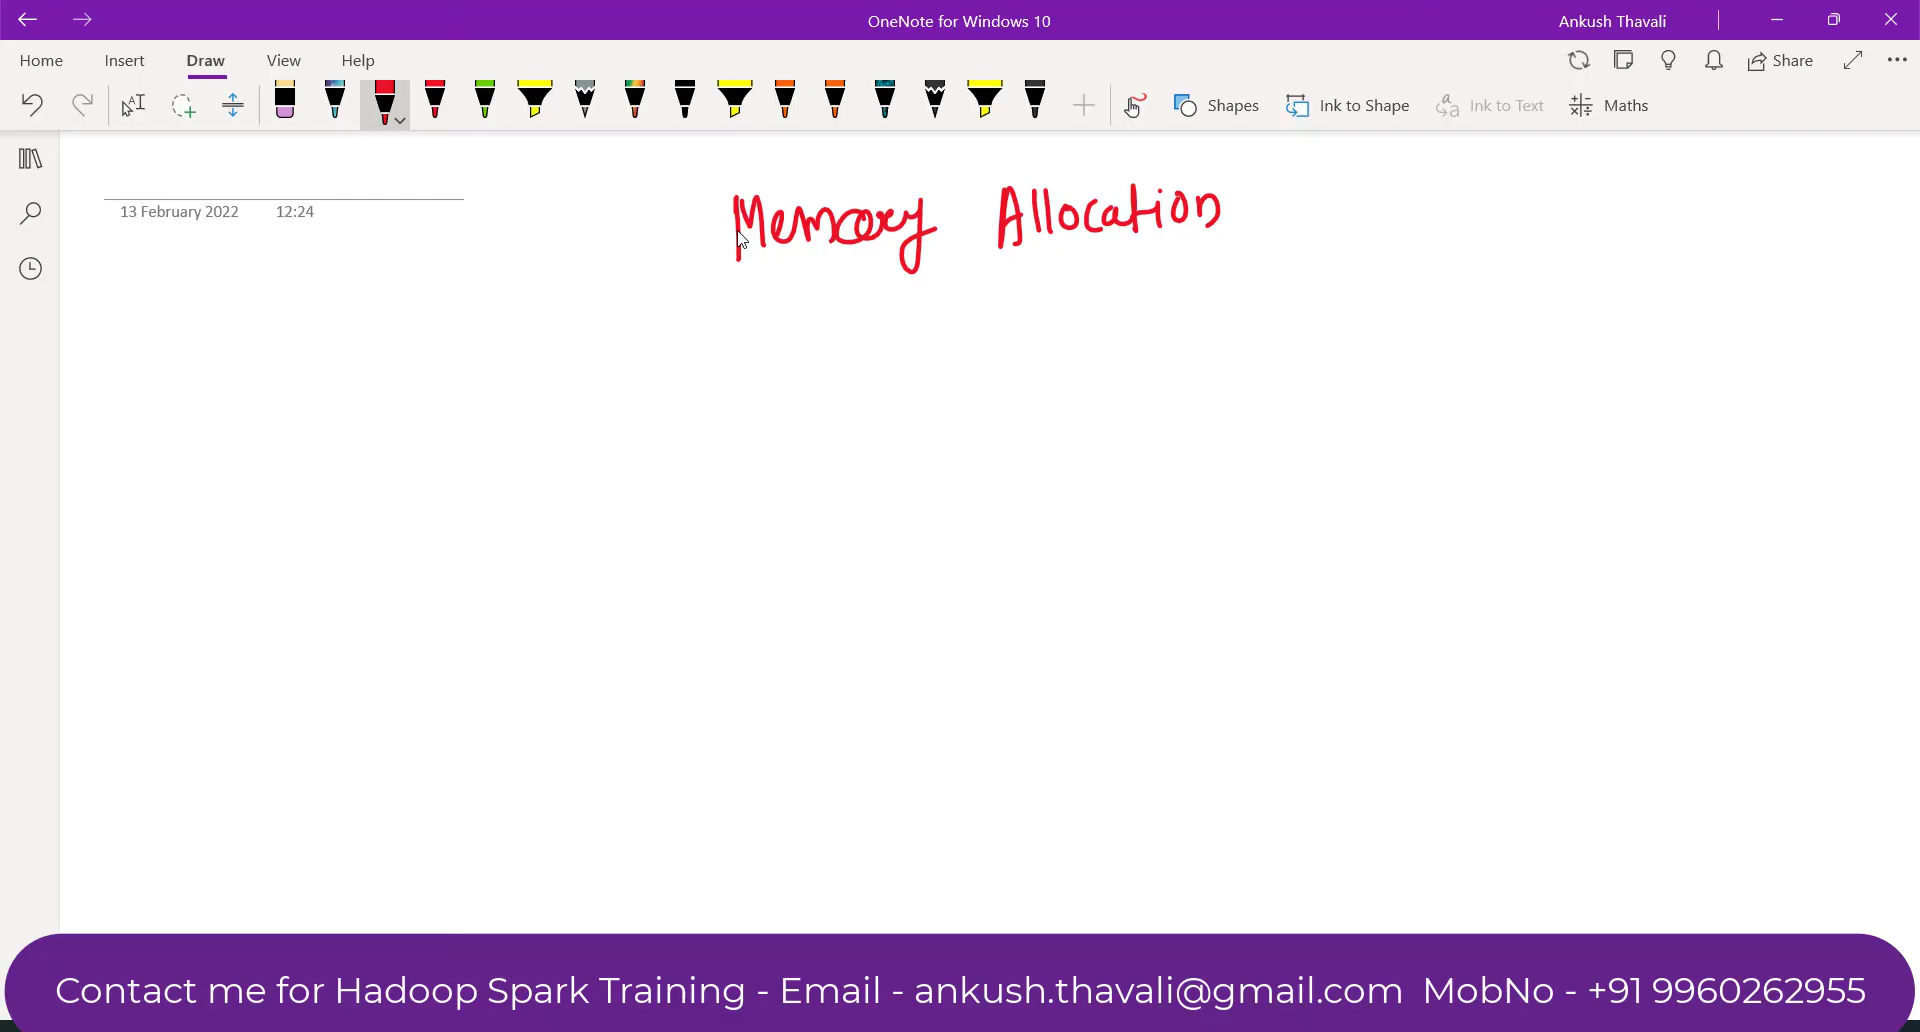 OneNote for Windows 10
Ankush Thavali
Home Insert Draw View Help
Share
Shapes Ink to Shape Ink to Text Maths
Memory Allocation
13 February 2022 12:24
Contact me for Hadoop Spark Training - Email - ankush.thavali@gmail.com MobNo - +91 9960262955